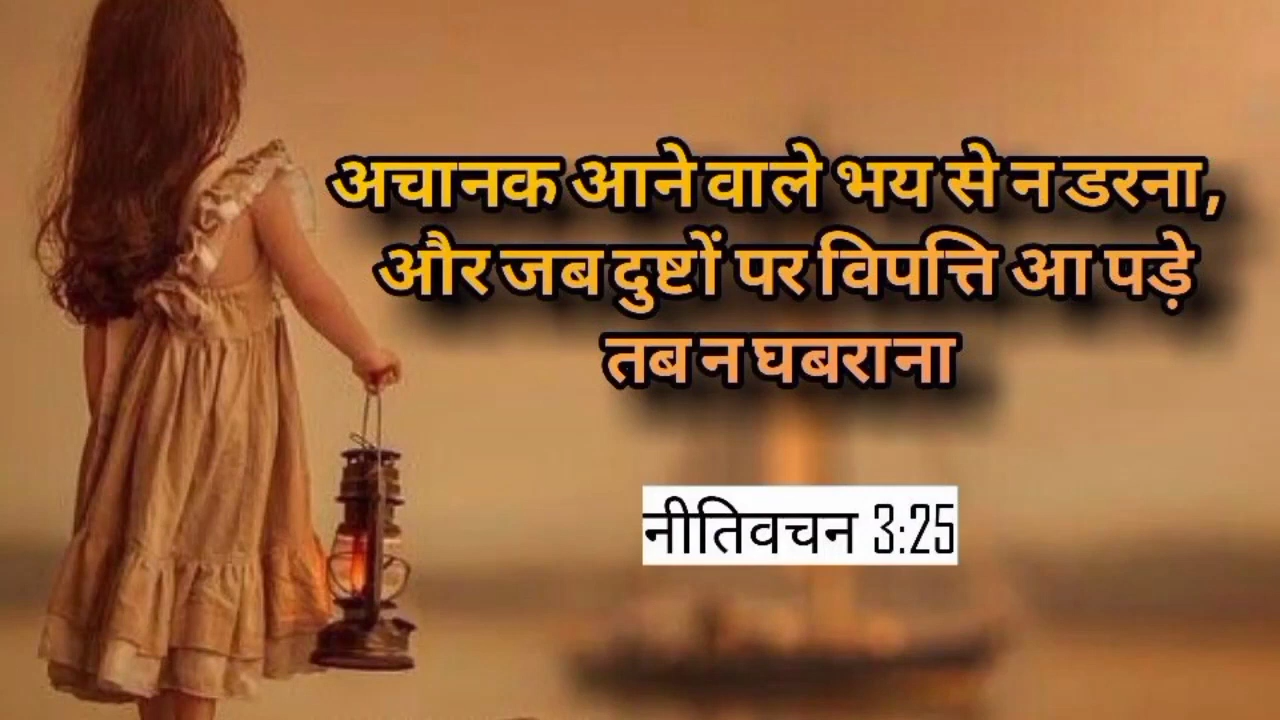 अचानक आने वाले भय से न डरना,
और जब दुष्टों पर विपत्ति आ पड़े
तब न घबराना
नीतिवचन 3:25